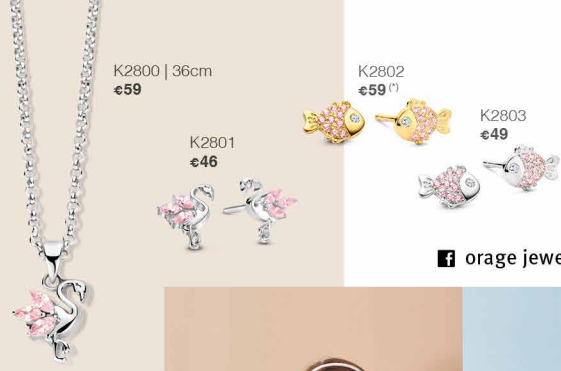 K2800 | 36cm
€59
K2801
€46
K2802
€59 (*)
K2803
€49
orage jewe